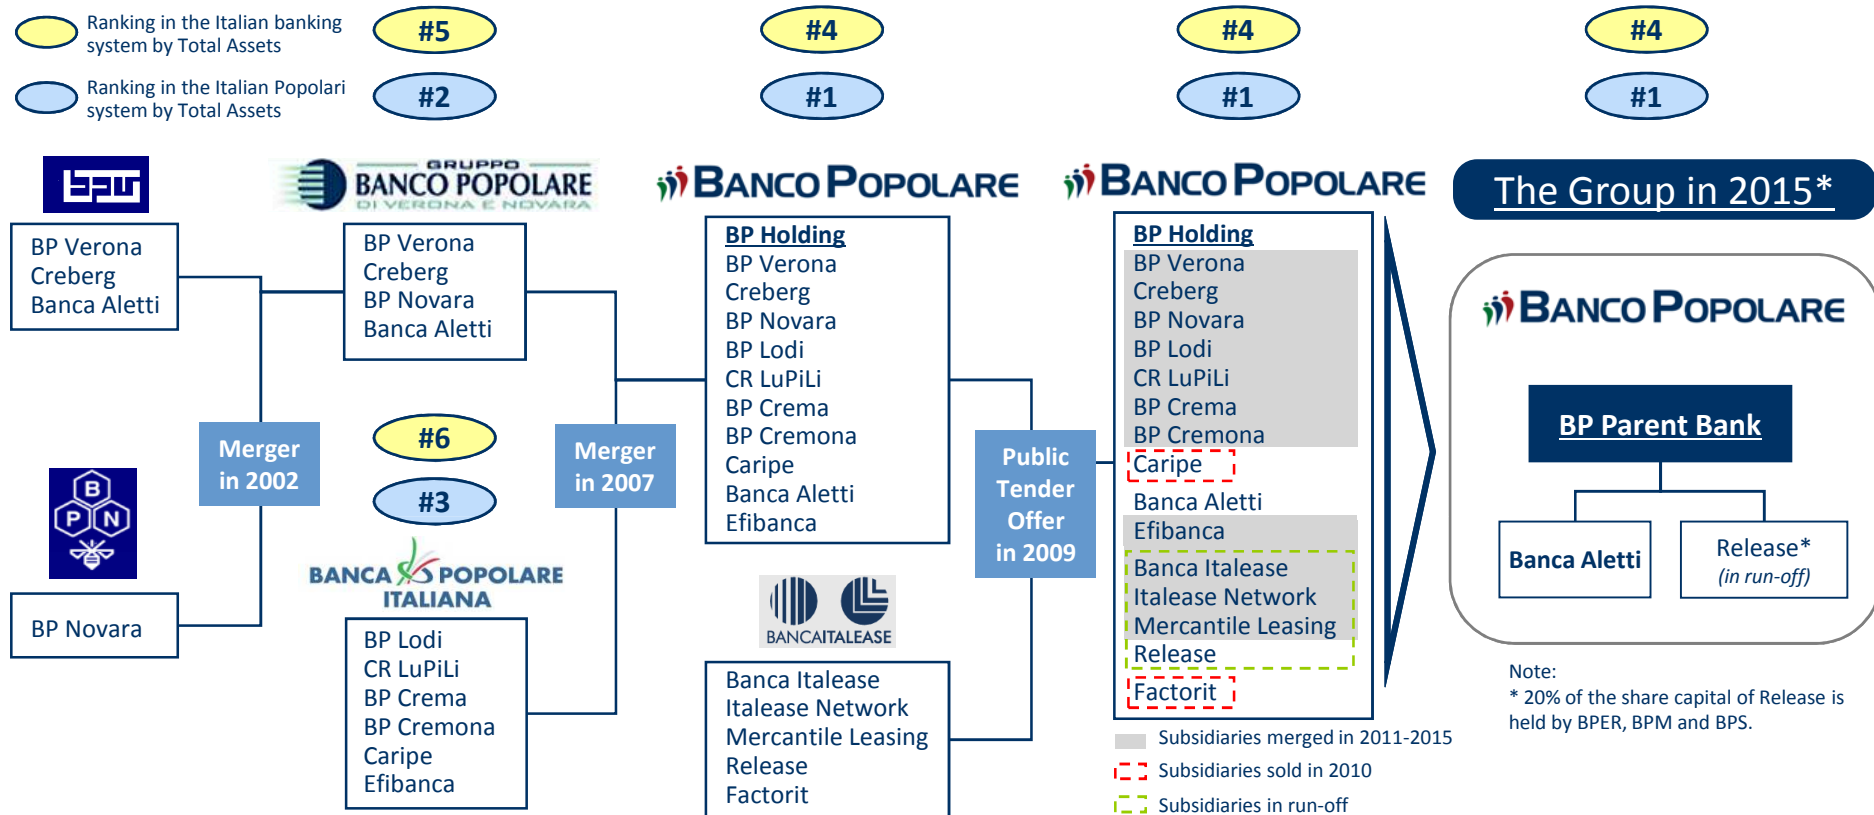 Ranking in the Italian banking
system by Total Assets
#5
#4
#4
#4
Ranking in the Italian Popolari
system by Total Assets
#2
#1
#1
#1
BP Verona
Creberg
Banca Aletti
BPN
BP Novara
Merger
in 2002
GRUPPO
BANCO POPOLARE
DI VERONA E NOVARA
BP Verona
Creberg
BP Novara
Banca Aletti
#6
#3
BANCA POPOLARE
ITALIANA
BP Lodi
CR LuPiLi
BP Crema
BP Cremona
Caripe
Efibanca
Merger
in 2007
BANCO POPOLARE
BP Holding
BP Verona
Creberg
BP Novara
BP Lodi
CR LuPiLi
BP Crema
BP Cremona
Caripe
Banca Aletti
Efibanca
BANCAITALEASE
Banca Italease
Italease Network
Mercantile Leasing
Release
Factorit
Public
Tender
Offer
in 2009
BANCO POPOLARE
BP Holding
BP Verona
Creberg
BP Novara
BP Lodi
CR LuPiLi
BP Crema
BP Cremona
Caripe
Banca Aletti
Efibanca
Banca Italease
Italease Network
Mercantile Leasing
Release
Factorit
Subsidiaries merged in 2011-2015
Subsidiaries sold in 2010
Subsidiaries in run-off
The Group in 2015*
BANCO POPOLARE
BP Parent Bank
Banca Aletti
Release*
(in run-off)
Note:
* 20% of the share capital of Release is
held by BPER, BPM and BPS.